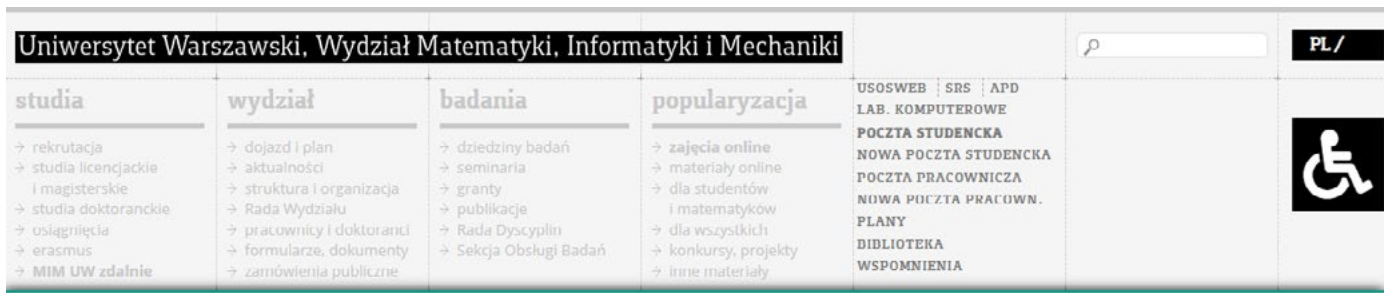 Uniwersytet Warszawski, Wydział Matematyki, Informatyki i Mechaniki
PL/
studia
→ rekrutacja
→ studia licencjackie
i magisterskie
→ studia doktoranckie
→ osiągnięcia
→ erasmus
→ MIM UW zdalnie
wydział
→ dojazd i plan
→ aktualności
→ struktura i organizacja
→ Rada Wydziału
→ pracownicy i doktoranci
→ formularze, dokumenty
→ zamówienia publiczne
badania
→ dziedziny badań
→ seminaria
→ granty
→ publikacje
→ Rada Dyscyplin
→ Sekcja Obsługi Badań
popularyzacja
→ zajęcia online
→ materiały online
→ dla studentów
i matematyków
→ dla wszystkich
→ konkursy, projekty
→ inne materiały
USOSWEB SRS APD
LAB. KOMPUTEROWE
POCZTA STUDENCKA
NOWA POCZTA STUDENCKA
POCZTA PRACOWNICZA
NOWA POCZTA PRACOWN.
PLANY
BIBLIOTEKA
WSPOMNIENIA